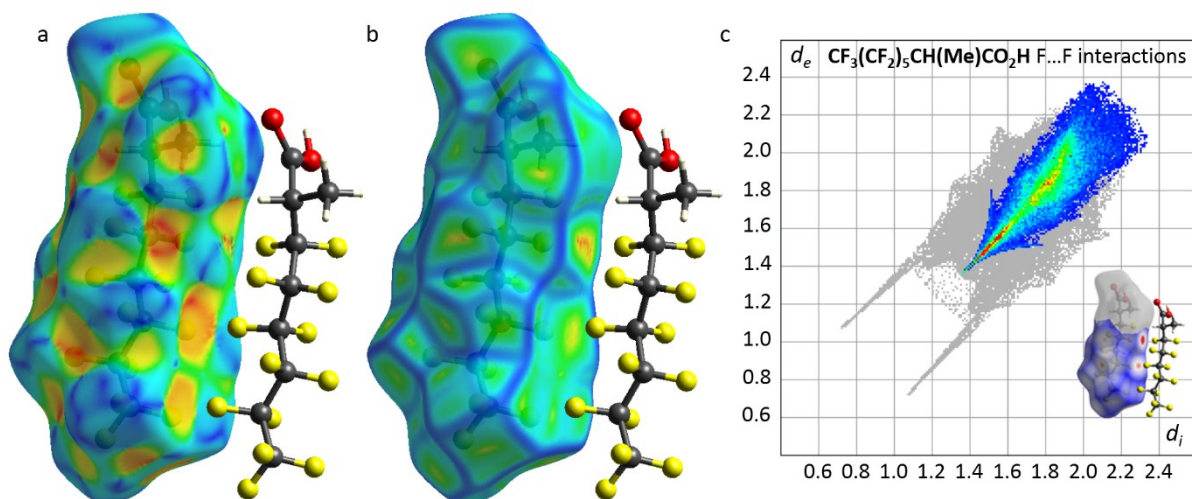 a
b
c
d_e CF₃(CF₂)₅CH(Me)CO₂H F...F interactions
2.4
2.2
2.0
1.8
1.6
1.4
1.2
1.0
0.8
0.6
d_i
0.6 0.8 1.0 1.2 1.4 1.6 1.8 2.0 2.2 2.4